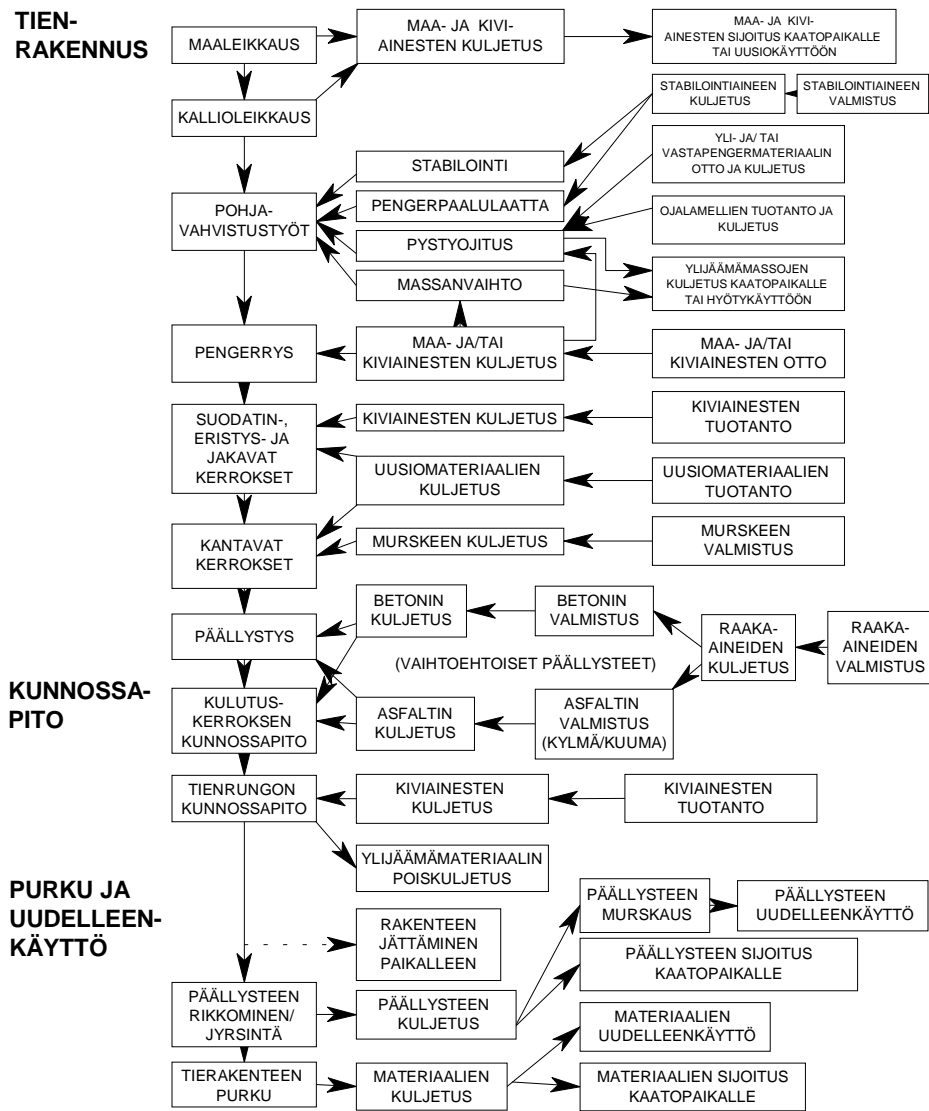 TIEN-
RAKENNUS
MAALEIKKAUS
MAA- JA KIVI-
AINESTEN KULJETUS
MAA- JA KIVI-
AINESTEN SIJOITUS KAATOPAIKALLE
TAI UUSIOKÄYTTÖÖN
KALLIOLEIKKAUS
STABILOINTIAINEEN
KULJETUS
STABILOINTIAINEEN
VALMISTUS
STABILOINTI
YLI- JA/ TAI
VASTAPENGERMATERIAALIN
OTTO JA KULJETUS
POHJA-
VAHVISTUSTYÖT
PENGERPAALULAATTA
OJALAMELLIEN TUOTANTO JA
KULJETUS
PYSTYOJITUS
MASSANVAIHTO
YLIJÄÄMÄMASSOJEN
KULJETUS KAATOPAIKALLE
TAI HYÖTYKÄYTTÖÖN
PENGERRYS
MAA- JA/TAI
KIVIAINESTEN KULJETUS
MAA- JA/TAI
KIVIAINESTEN OTTO
SUODATIN-,
ERISTYS- JA
JAKAVAT
KERROKSET
KIVIAINESTEN KULJETUS
KIVIAINESTEN
TUOTANTO
UUSIOMATERIAALIEN
KULJETUS
UUSIOMATERIAALIEN
TUOTANTO
KANTAVAT
KERROKSET
MURSKEEN KULJETUS
MURSKEEN
VALMISTUS
PÄÄLLYSTYS
BETONIN
KULJETUS
BETONIN
VALMISTUS
RAAKA-
AINEIDEN
KULJETUS
RAAKA-
AINEIDEN
VALMISTUS
(VAIHTOEHTOISET PÄÄLLYSTEET)
KUNNOSSA-
PITO
KULUTUS-
KERROKSEN
KUNNOSSAPITO
ASFALTIN
KULJETUS
ASFALTIN
VALMISTUS
(KYLMÄ/KUUMA)
TIENRUNGON
KUNNOSSAPITO
KIVIAINESTEN
KULJETUS
KIVIAINESTEN
TUOTANTO
YLIJÄÄMÄMATERIAALIN
POISKULJETUS
PURKU JA
UUDELLEEN-
KÄYTTÖ
RAKENTEEN
JÄTTÄMINEN
PAIKALLEEN
PÄÄLLYSTEEN
MURSKAUS
PÄÄLLYSTEEN
UUDELLEENKÄYTTÖ
PÄÄLLYSTEEN SIJOITUS
KAATOPAIKALLE
PÄÄLLYSTEEN
RIKKOMINEN/
JYRSINTÄ
PÄÄLLYSTEEN
KULJETUS
MATERIAALIEN
UUDELLEENKÄYTTÖ
TIERAKENTEEN
PURKU
MATERIAALIEN
KULJETUS
MATERIALIEN SIJOITUS
KAATOPAIKALLE